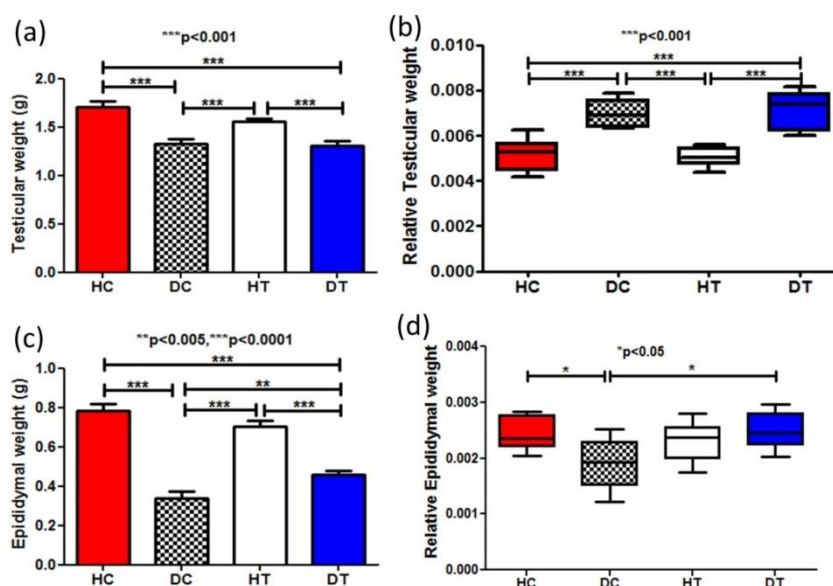 (a)
***p<0.001
Testicular weight (g)
2.0
1.5
1.0
0.5
0.0
***
***
***
***
HC
DC
HT
DT
(b)
***p<0.001
Relative Testicular weight
0.010
0.008
0.006
0.004
0.002
0.000
***
***
***
***
HC
DC
HT
DT
(c)
**p<0.005,***p<0.0001
Epididymal weight (g)
1.0
0.8
0.6
0.4
0.2
0.0
***
***
**
***
***
HC
DC
HT
DT
(d)
*p<0.05
Relative Epididymal weight
0.004
0.003
0.002
0.001
0.000
*
*
HC
DC
HT
DT